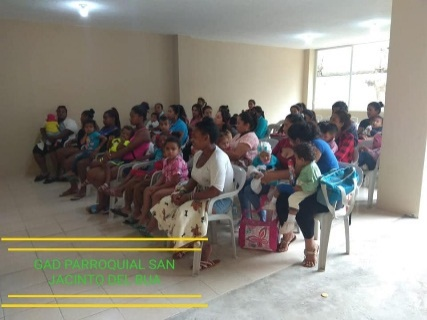 GAD PARROQUIAL SAN
JACINTO DEL BUA